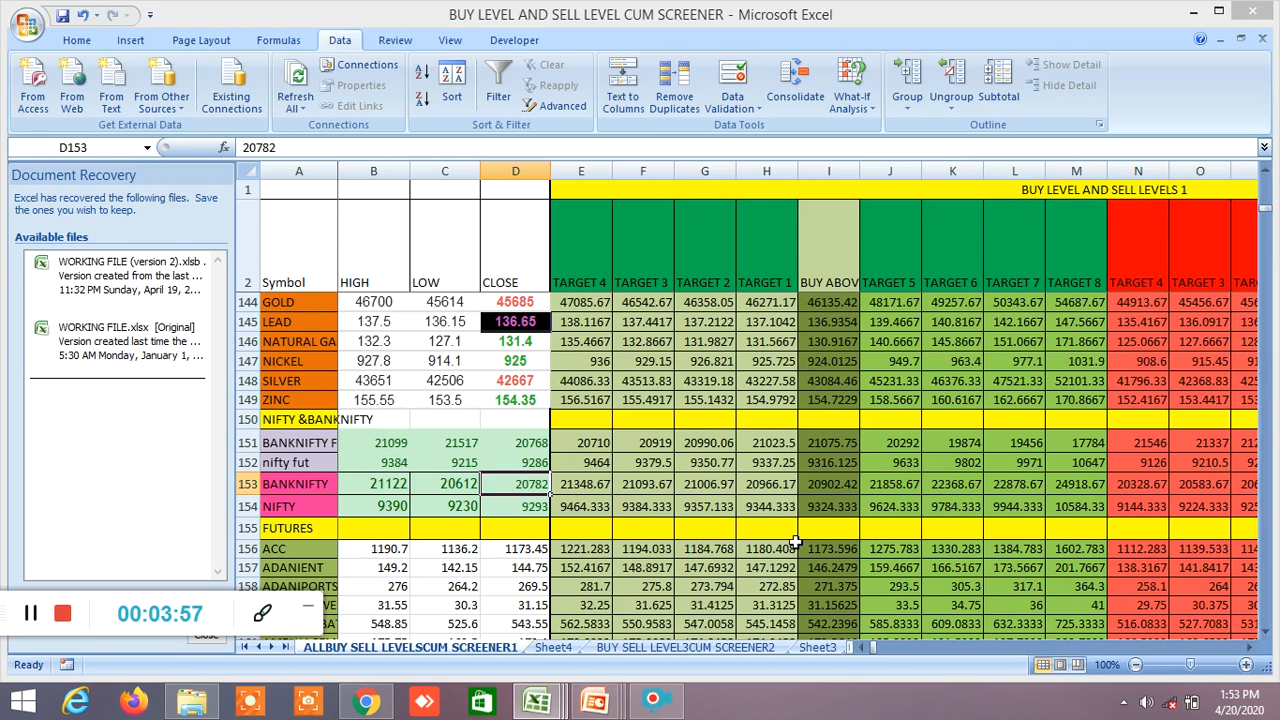 BUY LEVEL AND SELL LEVEL CUM SCREENER - Microsoft Excel
Home Insert Page Layout Formulas Data Review View Developer
From Access From Web From Text From Other Sources Existing Connections
Refresh All Connections Properties Edit Links
Sort Filter Clear Reapply Advanced
Text to Columns Remove Duplicates Data Validation Consolidate What-If Analysis
Group Ungroup Subtotal Show Detail Hide Detail
Get External Data Connections Sort & Filter Data Tools Outline
D153 fx 20782
Document Recovery
Excel has recovered the following files. Save the ones you wish to keep.
Available files
WORKING FILE (version 2).xlsb ..
Version created from the last ...
11:32 PM Sunday, April 19, 2...
WORKING FILE.xlsx [Original]
Version created last time the ...
5:30 AM Monday, January 1, ...
00:03:57
A B C D E F G H I J K L M N O
1 BUY LEVEL AND SELL LEVELS 1
2 Symbol HIGH LOW CLOSE TARGET 4 TARGET 3 TARGET 2 TARGET 1 BUY ABOV TARGET 5 TARGET 6 TARGET 7 TARGET 8 TARGET 4 TARGET 3
144 GOLD 46700 45614 45685 47085.67 46542.67 46358.05 46271.17 46135.42 48171.67 49257.67 50343.67 54687.67 44913.67 45456.67
145 LEAD 137.5 136.15 136.65 138.1167 137.4417 137.2122 137.1042 136.9354 139.4667 140.8167 142.1667 147.5667 135.4167 136.0917
146 NATURAL GA 132.3 127.1 131.4 135.4667 132.8667 131.9827 131.5667 130.9167 140.6667 145.8667 151.0667 171.8667 125.0667 127.6667
147 NICKEL 927.8 914.1 925 936 929.15 926.821 925.725 924.0125 949.7 963.4 977.1 1031.9 908.6 915.45
148 SILVER 43651 42506 42667 44086.33 43513.83 43319.18 43227.58 43084.46 45231.33 46376.33 47521.33 52101.33 41796.33 42368.83
149 ZINC 155.55 153.5 154.35 156.5167 155.4917 155.1432 154.9792 154.7229 158.5667 160.6167 162.6667 170.8667 152.4167 153.4417
150 NIFTY &BANKNIFTY
151 BANKNIFTY F 21099 21517 20768 20710 20919 20990.06 21023.5 21075.75 20292 19874 19456 17784 21546 21337
152 nifty fut 9384 9215 9286 9464 9379.5 9350.77 9337.25 9316.125 9633 9802 9971 10647 9126 9210.5
153 BANKNIFTY 21122 20612 20782 21348.67 21093.67 21006.97 20966.17 20902.42 21858.67 22368.67 22878.67 24918.67 20328.67 20583.67
154 NIFTY 9390 9230 9293 9464.333 9384.333 9357.133 9344.333 9324.333 9624.333 9784.333 9944.333 10584.33 9144.333 9224.333
155 FUTURES
156 ACC 1190.7 1136.2 1173.45 1221.283 1194.033 1184.768 1180.408 1173.596 1275.783 1330.283 1384.783 1602.783 1112.283 1139.533
157 ADANIENT 149.2 142.15 144.75 152.4167 148.8917 147.6932 147.1292 146.2479 159.4667 166.5167 173.5667 201.7667 138.3167 141.8417
158 ADANIPORTS 276 264.2 269.5 281.7 275.8 273.794 272.85 271.375 293.5 305.3 317.1 364.3 258.1 264
31.55 30.3 31.15 32.25 31.625 31.4125 31.3125 31.15625 33.5 34.75 36 41 29.75 30.375
548.85 525.6 543.55 562.5833 550.9583 547.0058 545.1458 542.2396 585.8333 609.0833 632.3333 725.3333 516.0833 527.7083
ALLBUY SELL LEVELSCUM SCREENER1 Sheet4 BUY SELL LEVEL3CUM SCREENER2 Sheet3
Ready 100%
1:53 PM
4/20/2020